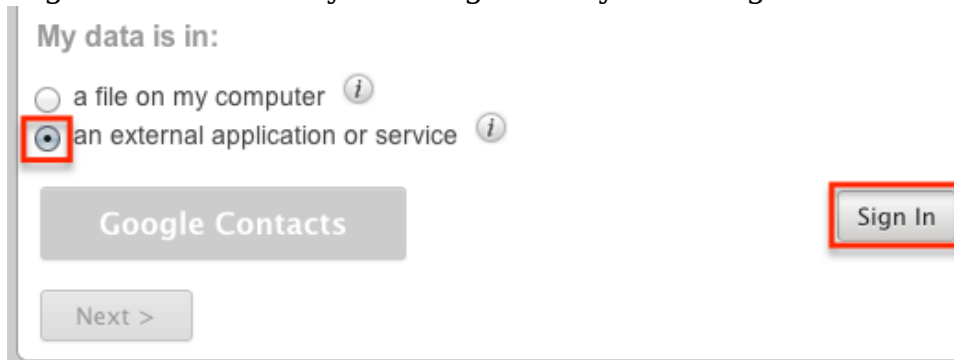 My data is in:
a file on my computer i
an external application or service i
Google Contacts
Sign In
Next >